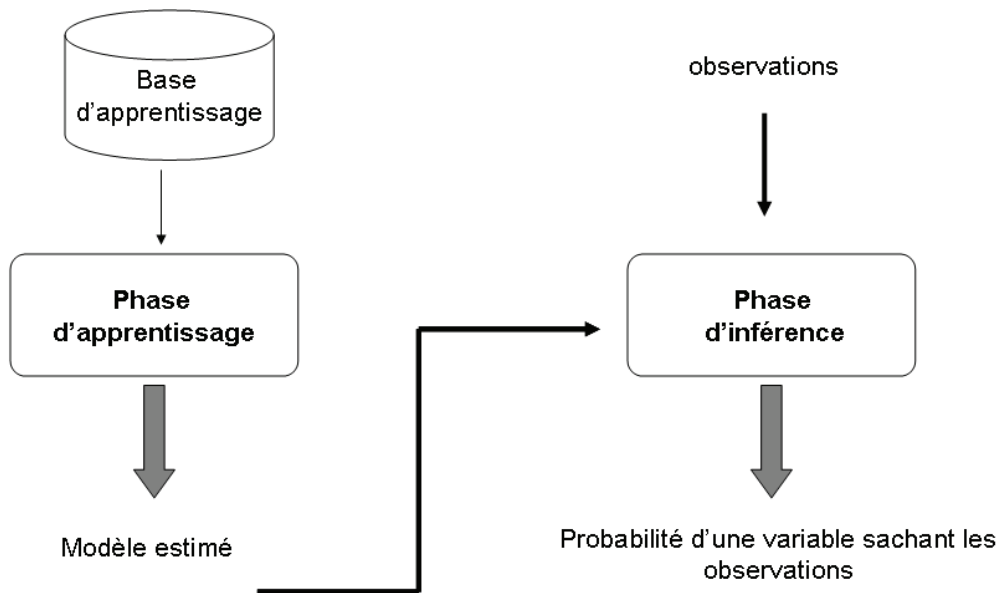 Base
d’apprentissage
observations
Phase
d’apprentissage
Phase
d’inférence
Modèle estimé
Probabilité d’une variable sachant les
observations